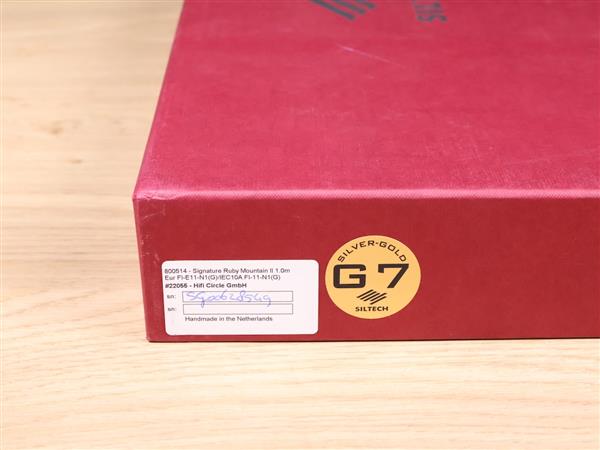 SILT
800514 - Signature Ruby Mountain II 1.0m
Eur FI-E11-N1(G)/IEC10A FI-11-N1(G)
#22055 - Hifi Circle GmbH
sn:
sn:
Handmade in the Netherlands
SILVER-GOLD
G7
SILTECH